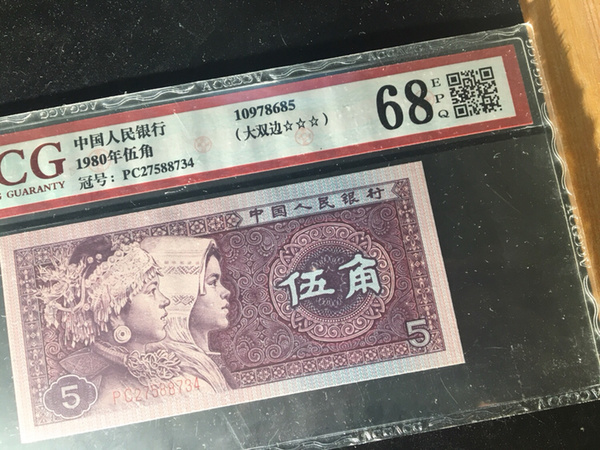 CG
GUARANTY
中国人民银行
1980年伍角
冠号：PC27588734
10978685
（大双边☆☆☆）
68
EPQ
中国人民银行
伍角
5
5
PC27588734